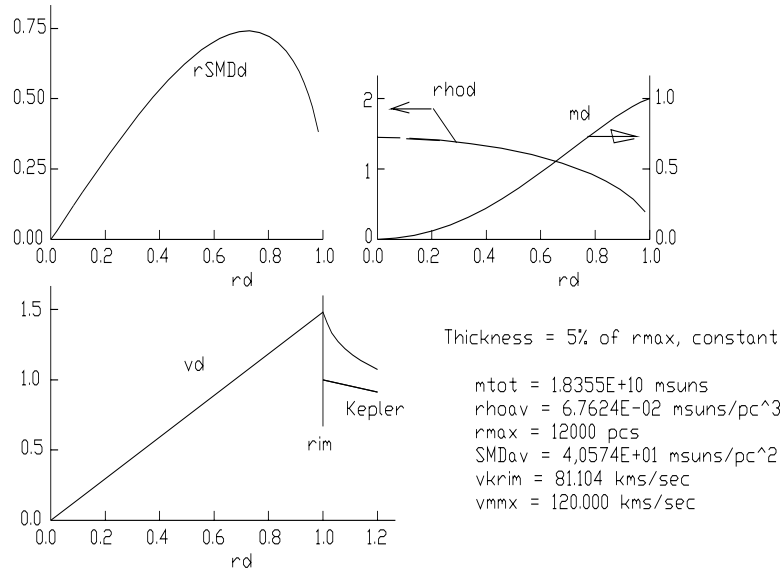 0.75
0.50
0.25
0.00
0.0 0.2 0.4 0.6 0.8 1.0
rd
rSMDd
2
1
0
rhod
md
1.0
0.5
0.0
0.0 0.2 0.4 0.6 0.8 1.0
rd
1.5
1.0
0.5
0.0
vd
Kepler
rim
0.0 0.2 0.4 0.6 0.8 1.0 1.2
rd
Thickness = 5% of rmax, constant
mtot = 1.8355E+10 msuns
rhoav = 6.7624E-02 msuns/pc^3
rmax = 12000 pcs
SMDav = 4,0574E+01 msuns/pc^2
vkrim = 81.104 kms/sec
vmmx = 120.000 kms/sec